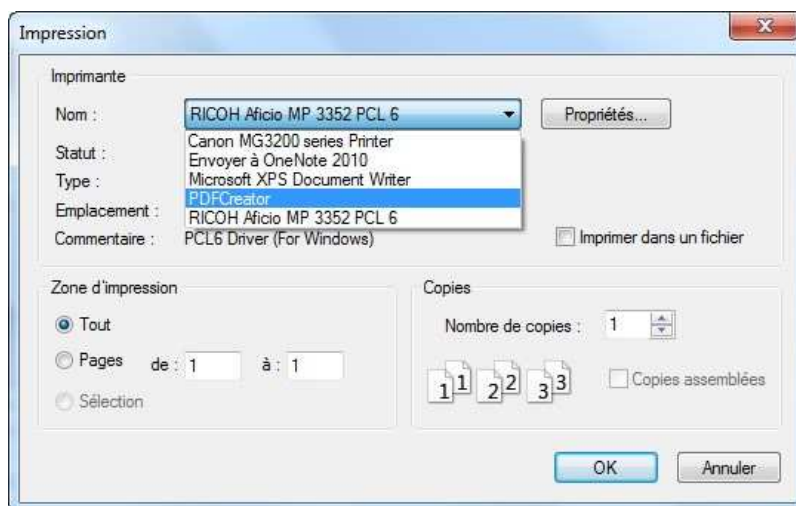 Impression
Imprimante
Nom : RICOH Aficio MP 3352 PCL 6 Propriétés...
Canon MG3200 series Printer
Statut : Envoyer à OneNote 2010
Type : Microsoft XPS Document Writer
PDFCreator
Emplacement : RICOH Aficio MP 3352 PCL 6
Commentaire : PCL6 Driver (For Windows) Imprimer dans un fichier
Zone d'impression Copies
Tout Nombre de copies : 1
Pages de : 1 à : 1
1 1 2 2 3 3 Copies assemblées
Sélection
OK Annuler